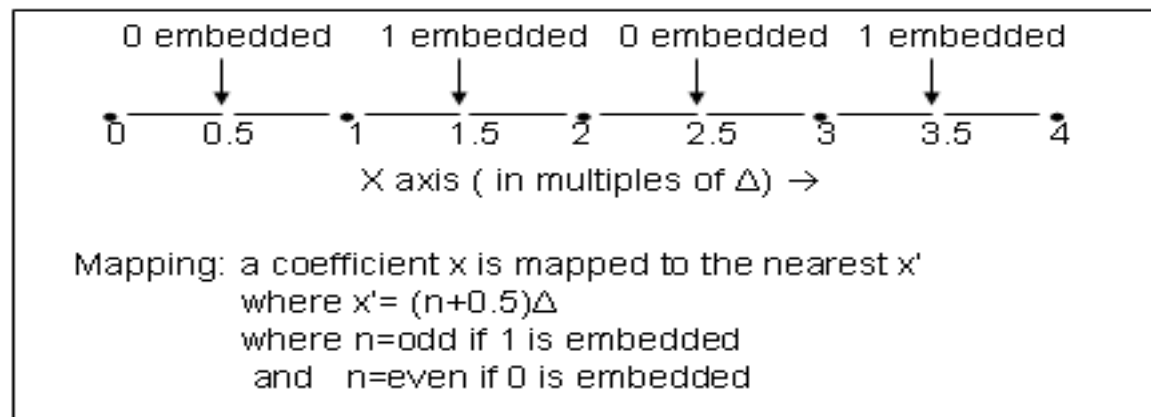 0 embedded 1 embedded 0 embedded 1 embedded
0 0.5 1 1.5 2 2.5 3 3.5 4
X axis ( in multiples of Δ) →
Mapping: a coefficient x is mapped to the nearest x'
where x'= (n+0.5)Δ
where n=odd if 1 is embedded
and n=even if 0 is embedded